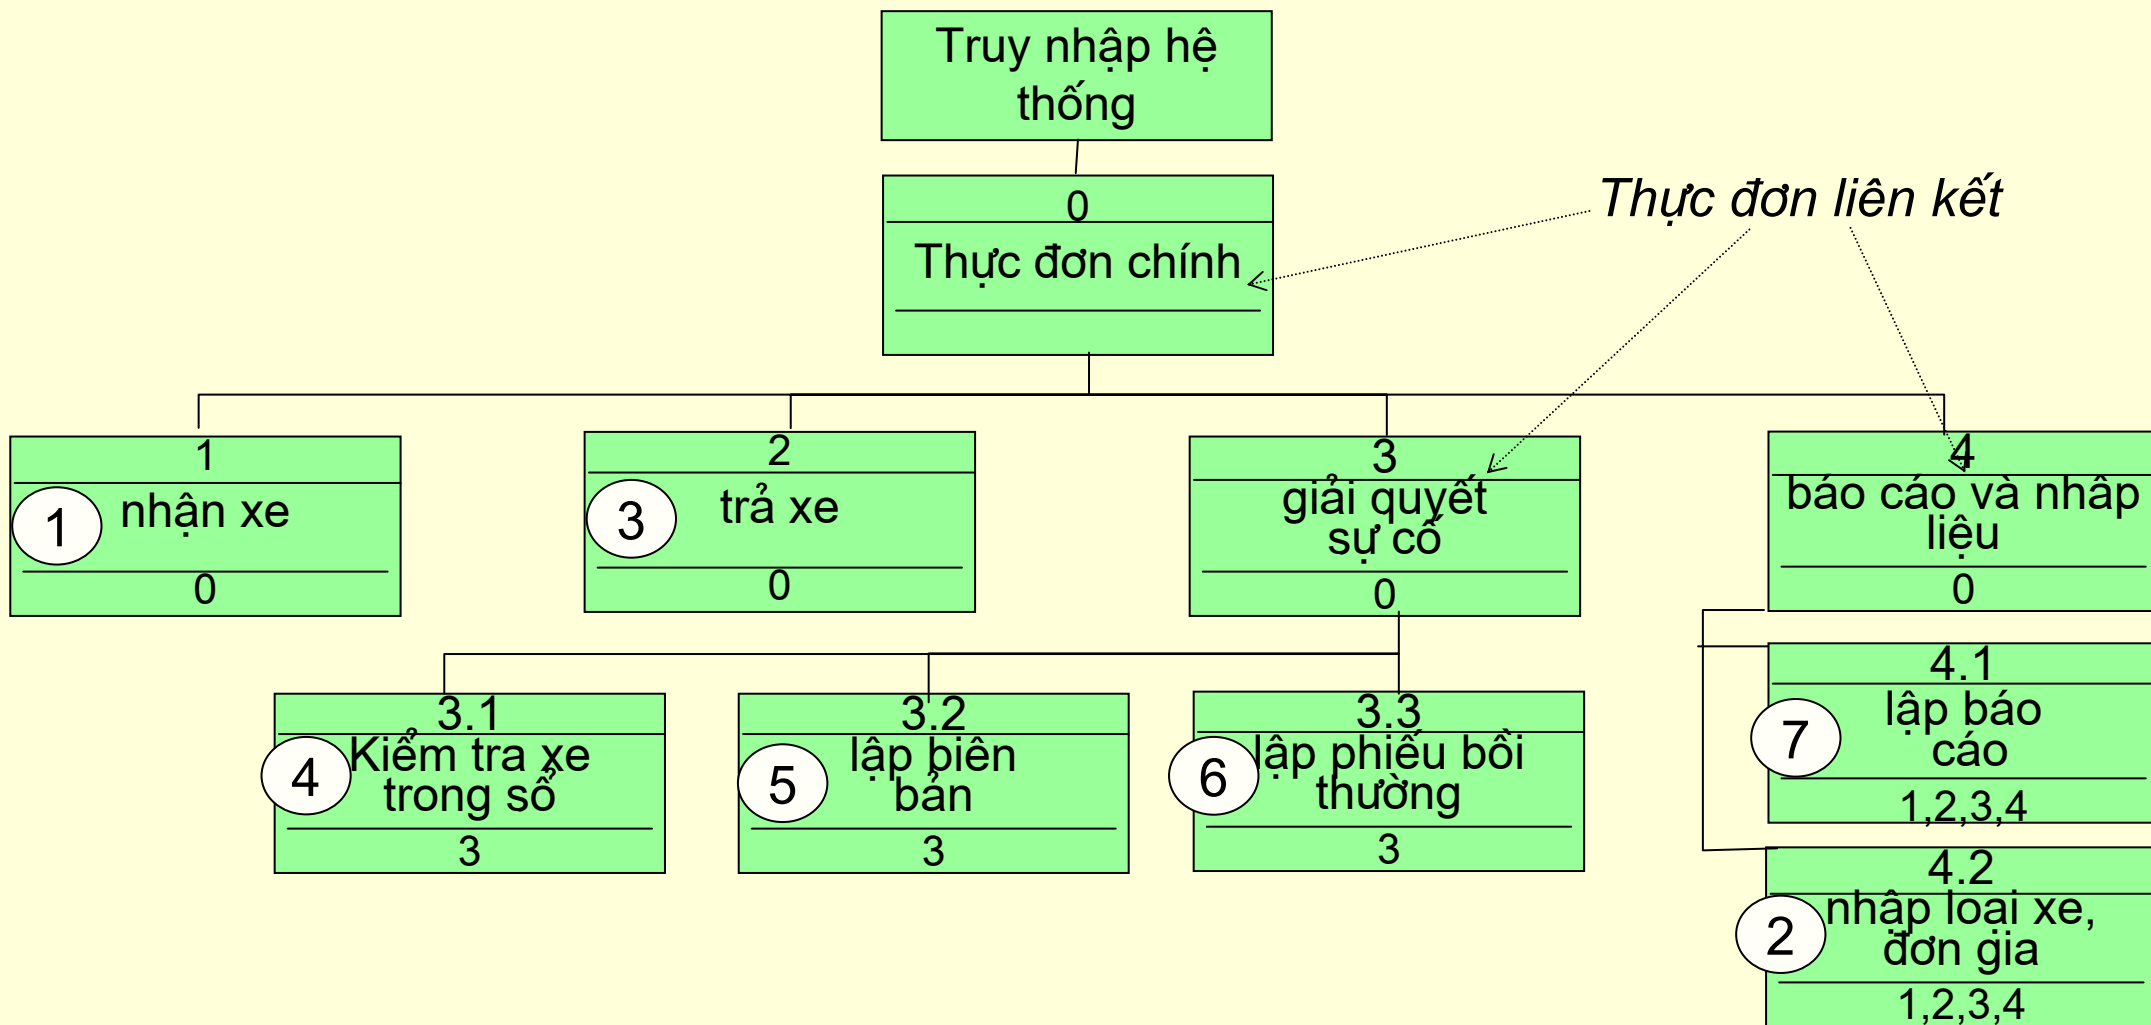 Truy nhập hệ
thống
0
Thực đơn chính
Thực đơn liên kết
1
nhận xe
1
0
2
trả xe
3
0
3
giải quyết
sự cố
0
4
báo cáo và nhâp
liệu
0
3.1
Kiểm tra xe
trong sổ
4
3
3.2
lập biên
bản
5
3
3.3
lập phiếu bồi
thường
6
3
4.1
lập báo
cáo
7
1,2,3,4
4.2
nhập loại xe,
đơn gia
2
1,2,3,4